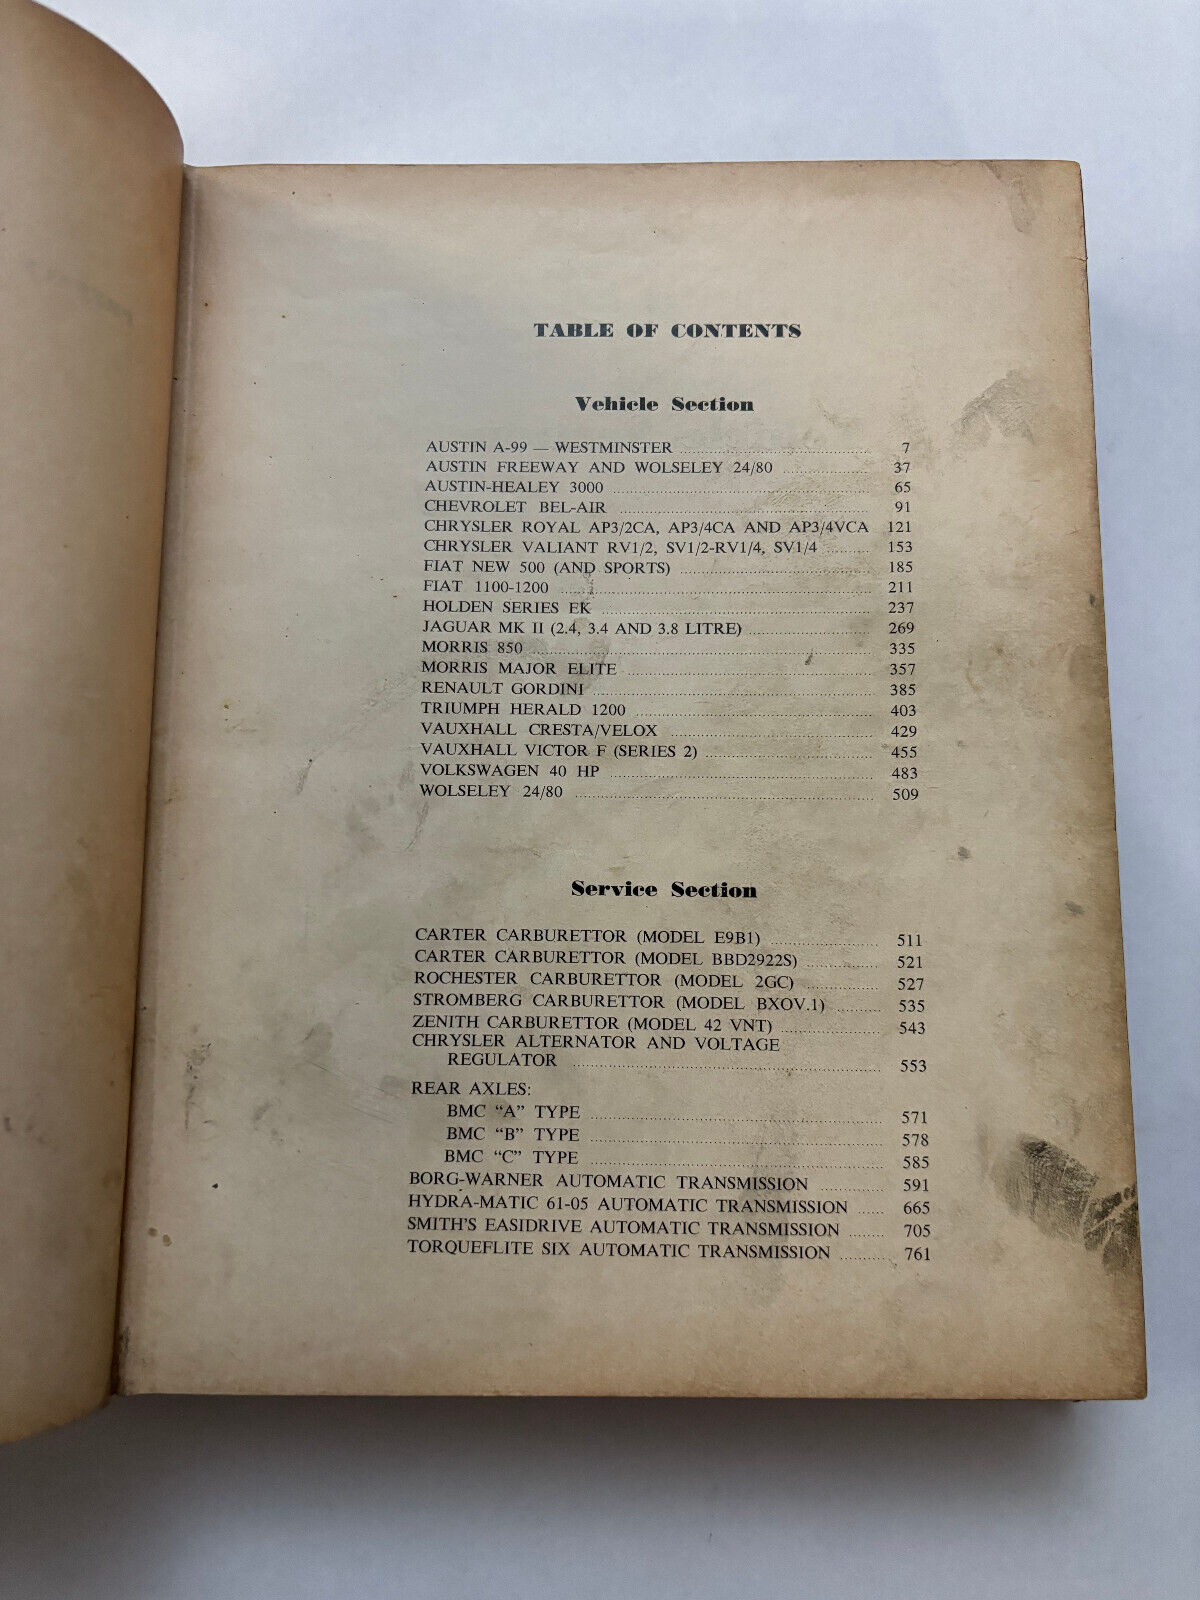 TABLE OF CONTENTS
Vehicle Section
AUSTIN A-99 — WESTMINSTER 7
AUSTIN FREEWAY AND WOLSELEY 24/80 37
AUSTIN-HEALEY 3000 65
CHEVROLET BEL-AIR 91
CHRYSLER ROYAL AP3/2CA, AP3/4CA AND AP3/4VCA 121
CHRYSLER VALIANT RV1/2, SV1/2-RV1/4, SV1/4 153
FIAT NEW 500 (AND SPORTS) 185
FIAT 1100-1200 211
HOLDEN SERIES EK 237
JAGUAR MK II (2.4, 3.4 AND 3.8 LITRE) 269
MORRIS 850 335
MORRIS MAJOR ELITE 357
RENAULT GORDINI 385
TRIUMPH HERALD 1200 403
VAUXHALL CRESTA/VELOX 429
VAUXHALL VICTOR F (SERIES 2) 455
VOLKSWAGEN 40 HP 483
WOLSELEY 24/80 509
Service Section
CARTER CARBURETTOR (MODEL E9B1) 511
CARTER CARBURETTOR (MODEL BBD2922S) 521
ROCHESTER CARBURETTOR (MODEL 2GC) 527
STROMBERG CARBURETTOR (MODEL BXOV.1) 535
ZENITH CARBURETTOR (MODEL 42 VNT) 543
CHRYSLER ALTERNATOR AND VOLTAGE
REGULATOR 553
REAR AXLES:
BMC "A" TYPE 571
BMC "B" TYPE 578
BMC "C" TYPE 585
BORG-WARNER AUTOMATIC TRANSMISSION 591
HYDRA-MATIC 61-05 AUTOMATIC TRANSMISSION 665
SMITH'S EASIDRIVE AUTOMATIC TRANSMISSION 705
TORQUEFLITE SIX AUTOMATIC TRANSMISSION 761